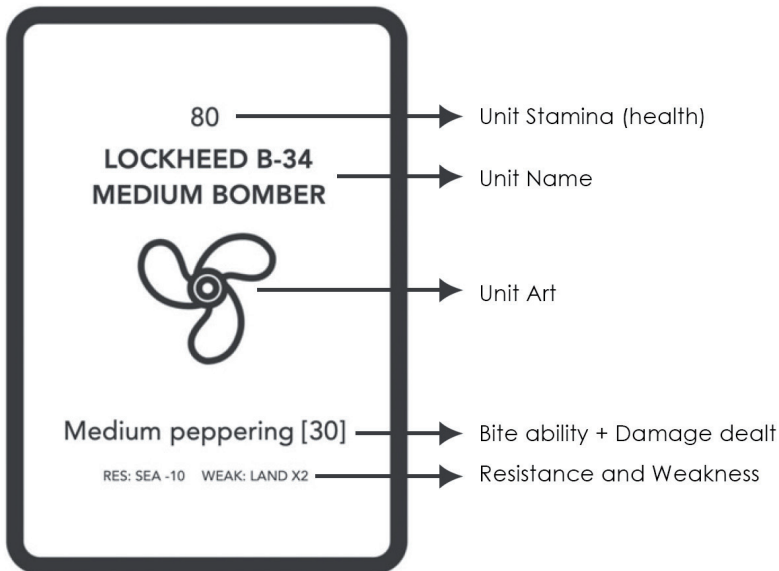 80
Unit Stamina (health)
LOCKHEED B-34
MEDIUM BOMBER
Unit Name
Unit Art
Medium peppering [30]
Bite ability + Damage dealt
RES: SEA -10 WEAK: LAND X2
Resistance and Weakness